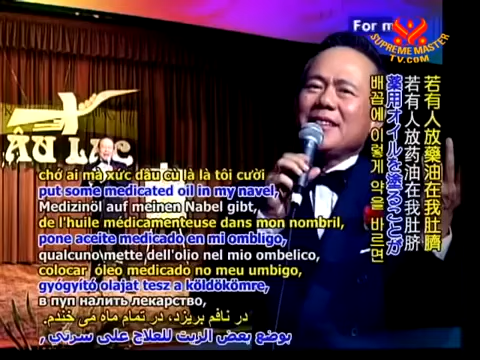 For m
SUPREME MASTER
TV.COM
ÂU LẠC
chớ ai mà xức dầu cù là là tôi cười
put some medicated oil in my navel,
Medizinöl auf meinen Nabel gibt,
de l'huile médicamenteuse dans mon nombril,
pone aceite medicado en mi ombligo,
qualcuno mette dell'olio nel mio ombelico,
colocar óleo medicado no meu umbigo,
gyógyító olajat tesz a köldökömre,
в пуп налить лекарство,
در نافم بریزد، در تمام ماه می خندم.
بوضع بعض الزيت للعلاج على سرتي ,
若有人放藥油在我肚臍
若有人放药油在我肚脐
薬用オイルを塗ることが
배꼽에 이렇게 약을 바르면